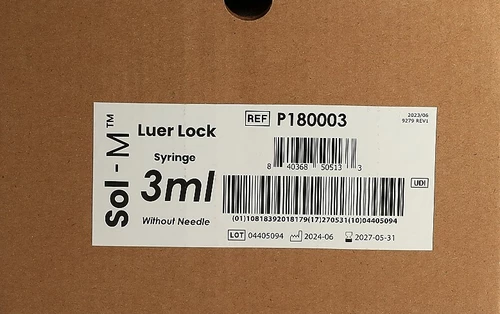 Sol-M™
Luer Lock
Syringe
3ml
Without Needle
REF P180003
2023/06
9279 REV1
8 40368 50513 3
UDI
(01)10818392018179(17)270531(10)04405094
LOT 04405094 2024-06 2027-05-31